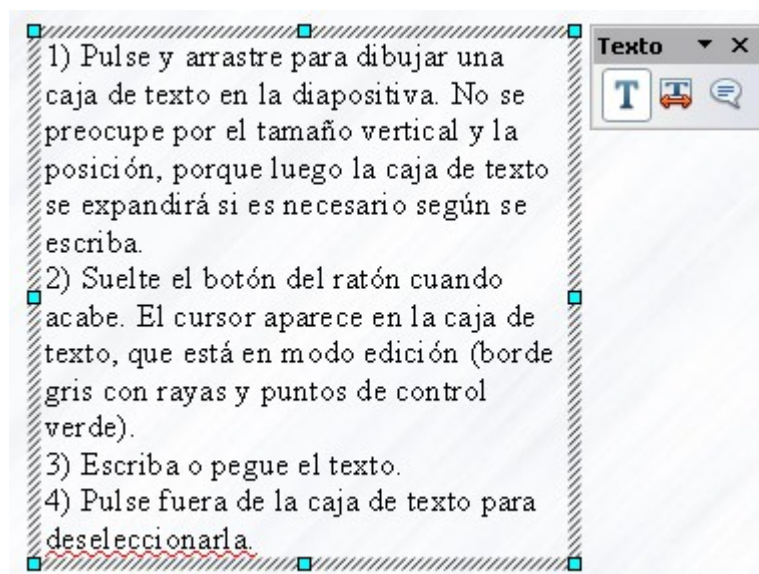 1) Pulse y arrastre para dibujar una
caja de texto en la diapositiva. No se
preocupe por el tamaño vertical y la
posición, porque luego la caja de texto
se expandirá si es necesario según se
escriba.
2) Suelte el botón del ratón cuando
acabe. El cursor aparece en la caja de
texto, que está en modo edición (borde
gris con rayas y puntos de control
verde).
3) Escriba o pegue el texto.
4) Pulse fuera de la caja de texto para
deseleccionarla.
Texto
T
T